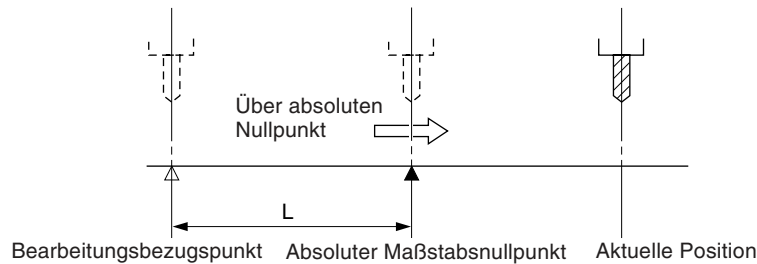 Über absoluten
Nullpunkt
L
Bearbeitungsbezugspunkt Absoluter Maßstabsnullpunkt Aktuelle Position